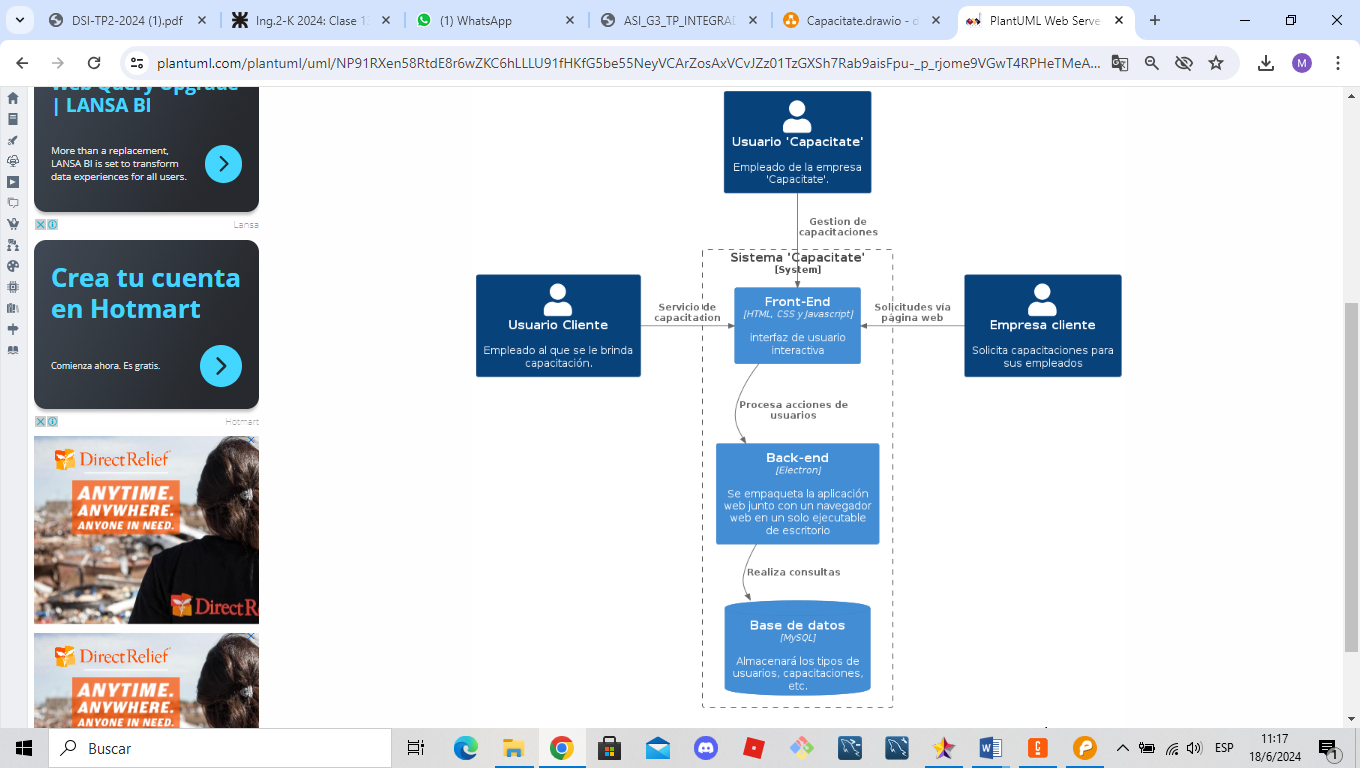 DSI-TP2-2024 (1).pdf
Ing.2-K 2024: Clase 1
(1) WhatsApp
ASI_G3_TP_INTEGRA
Capacitate.drawio - d
PlantUML Web Serve
plantuml.com/plantuml/uml/NP91RXen58RtdE8r6wZKC6hLLLU91fHKfG5be55NeyVCArZosAxVCvJZz01TzGXSh7Rab9aisFpu-_p_rjome9VGwT4RPHeTMeA...
M
Web Query Upgrade
| LANSA BI
More than a replacement,
LANSA BI is set to transform
data experiences for all users.
Lansa
Crea tu cuenta
en Hotmart
Comienza ahora. Es gratis.
Hotmart
DirectRelief
ANYTIME.
ANYWHERE.
ANYONE IN NEED.
DirectRelief
DirectRelief
ANYTIME.
ANYWHERE.
ANYONE IN NEED.
Usuario 'Capacitate'
Empleado de la empresa
'Capacitate'.
Gestion de
capacitaciones
Sistema 'Capacitate'
[System]
Usuario Cliente
Empleado al que se le brinda
capacitación.
Servicio de
capacitacion
Front-End
[HTML, CSS y Javascript]
Interfaz de usuario
interactiva
Solicitudes vía
página web
Empresa cliente
Solicita capacitaciones para
sus empleados
Procesa acciones de
usuarios
Back-end
[Electron]
Se empaqueta la aplicación
web junto con un navegador
web en un solo ejecutable
de escritorio
Realiza consultas
Base de datos
[MySQL]
Almacenará los tipos de
usuarios, capacitaciones,
etc.
Buscar
ESP
11:17
18/6/2024
1